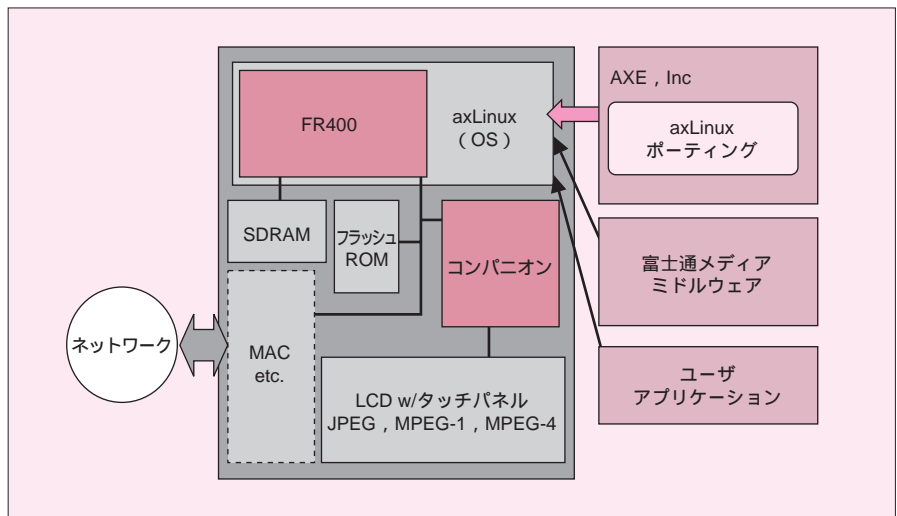 FR400
axLinux
（OS）
AXE，Inc
axLinux
ポーティング
SDRAM
フラッシュ
ROM
コンパニオン
富士通メディア
ミドルウェア
ネットワーク
MAC
etc.
LCD w/タッチパネル
JPEG，MPEG-1，MPEG-4
ユーザ
アプリケーション